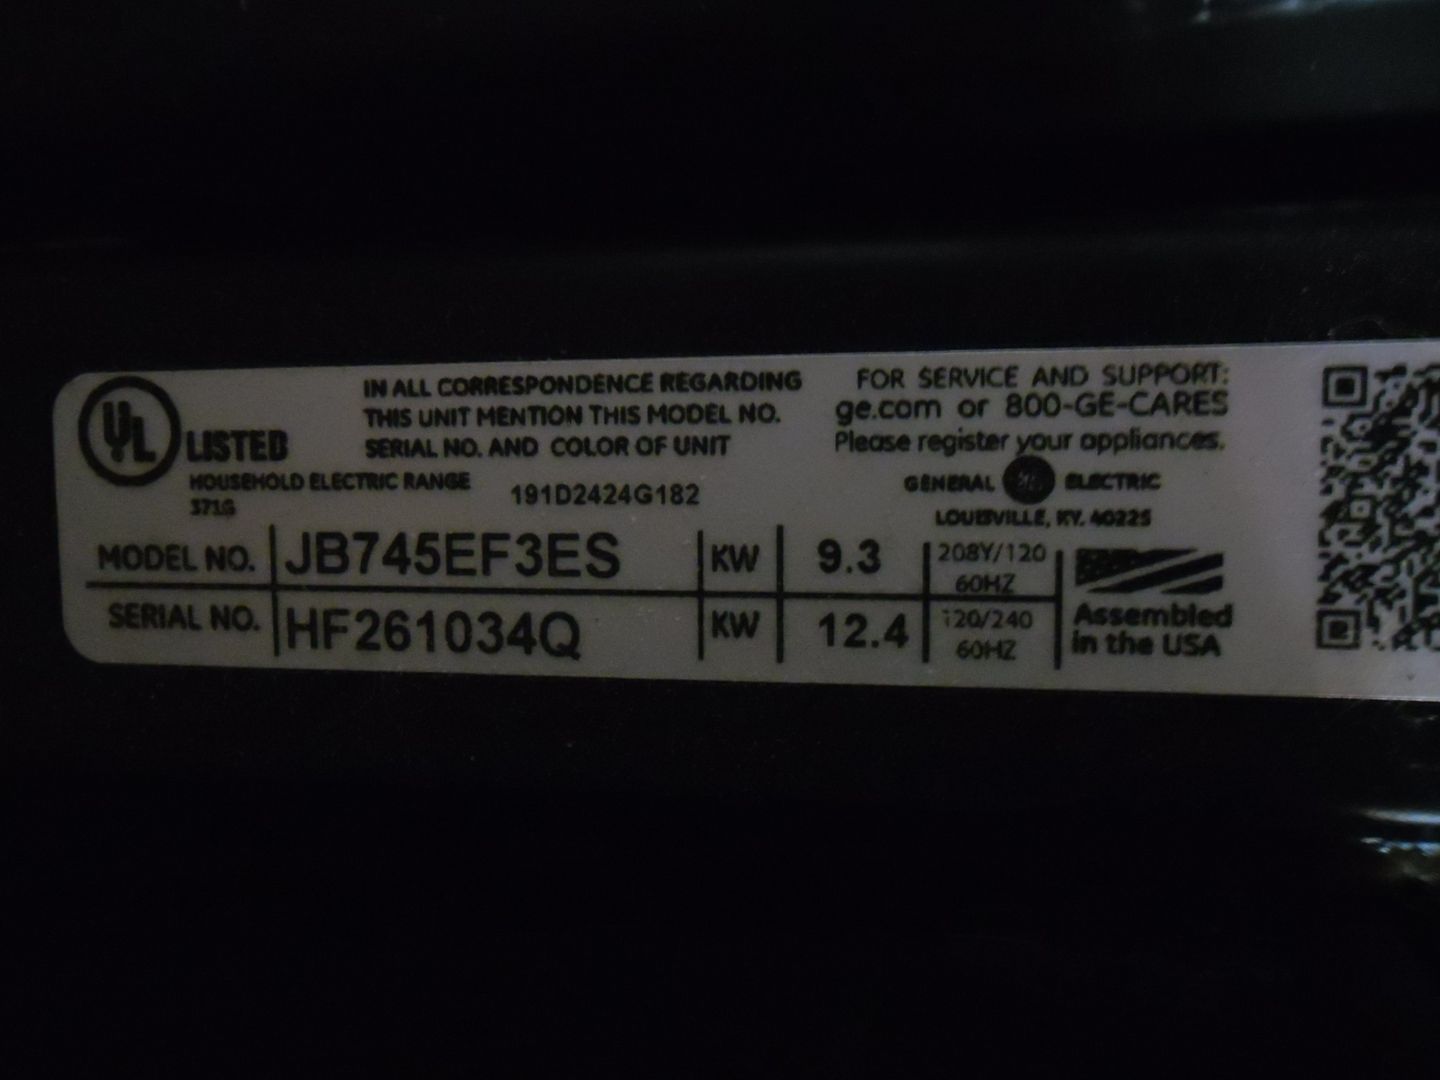 UL LISTED
HOUSEHOLD ELECTRIC RANGE
371G
IN ALL CORRESPONDENCE REGARDING
THIS UNIT MENTION THIS MODEL NO.
SERIAL NO. AND COLOR OF UNIT
191D2424G182
FOR SERVICE AND SUPPORT:
ge.com or 800-GE-CARES
Please register your appliances.
GENERAL GE ELECTRIC
LOUISVILLE, KY. 40225
MODEL NO. JB745EF3ES KW 9.3 208Y/120 60HZ
SERIAL NO. HF261034Q KW 12.4 120/240 60HZ
Assembled
in the USA